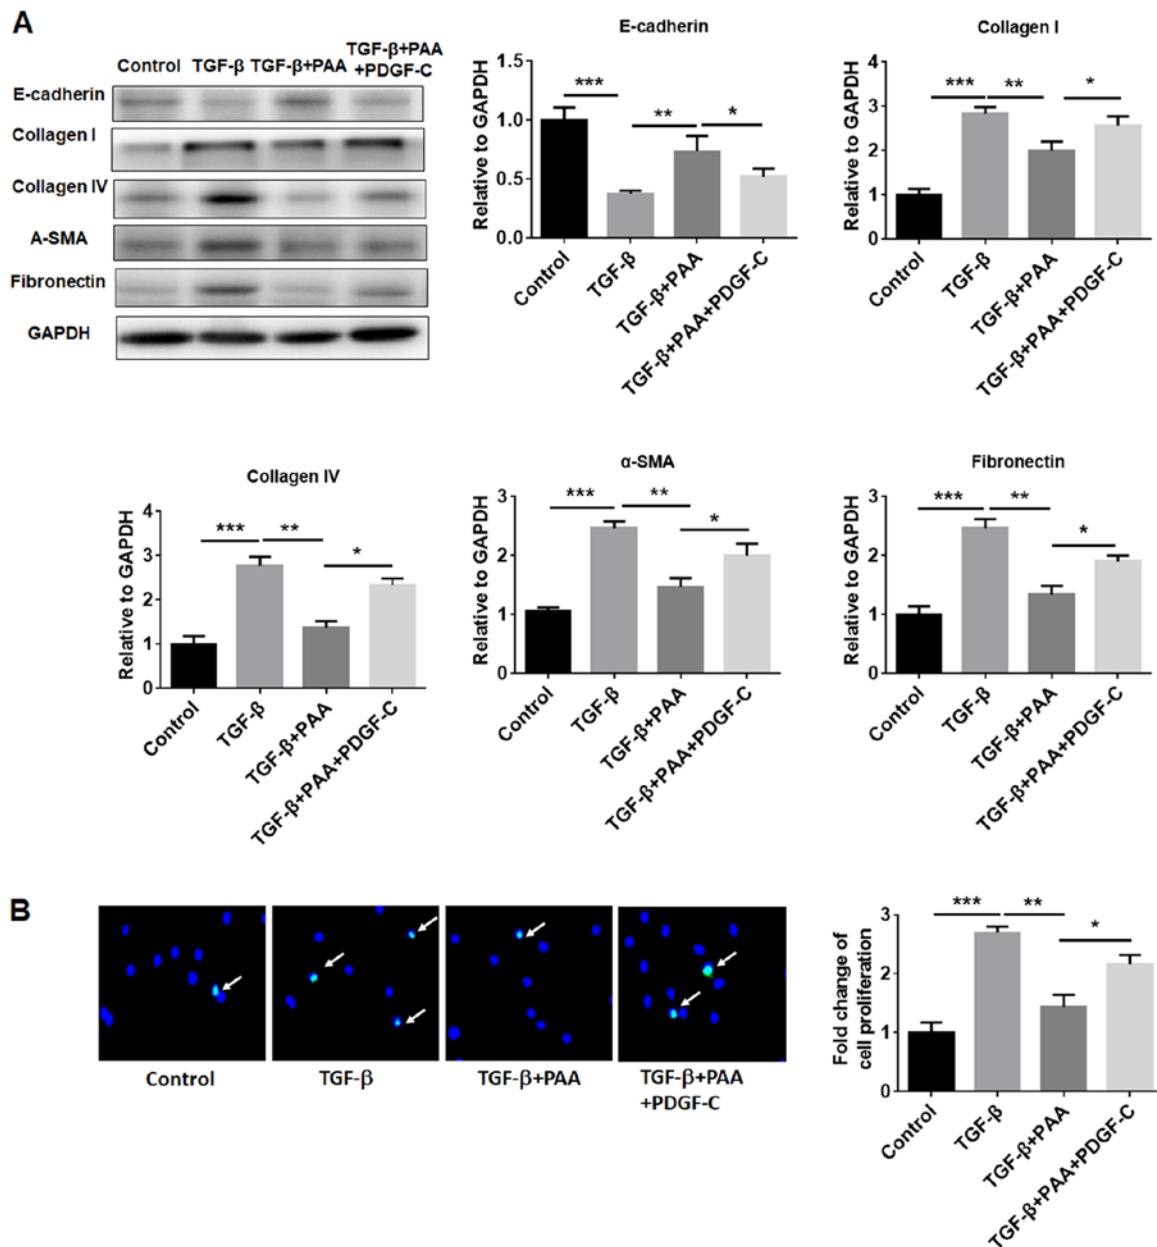 A
Control TGF-β TGF-β+PAA TGF-β+PAA
+PDGF-C
E-cadherin
Collagen I
Collagen IV
A-SMA
Fibronectin
GAPDH
E-cadherin
Relative to GAPDH
1.5
1.0
0.5
0.0
***
**
*
Control
TGF-β
TGF-β+PAA
TGF-β+PAA+PDGF-C
Collagen I
Relative to GAPDH
4
3
2
1
0
***
**
*
Control
TGF-β
TGF-β+PAA
TGF-β+PAA+PDGF-C
Collagen IV
Relative to GAPDH
4
3
2
1
0
***
**
*
Control
TGF-β
TGF-β+PAA
TGF-β+PAA+PDGF-C
α-SMA
Relative to GAPDH
3
2
1
0
***
**
*
Control
TGF-β
TGF-β+PAA
TGF-β+PAA+PDGF-C
Fibronectin
Relative to GAPDH
3
2
1
0
***
**
*
Control
TGF-β
TGF-β+PAA
TGF-β+PAA+PDGF-C
B
Control
TGF-β
TGF-β+PAA
TGF-β+PAA
+PDGF-C
Fold change of
cell proliferation
3
2
1
0
***
**
*
Control
TGF-β
TGF-β+PAA
TGF-β+PAA+PDGF-C